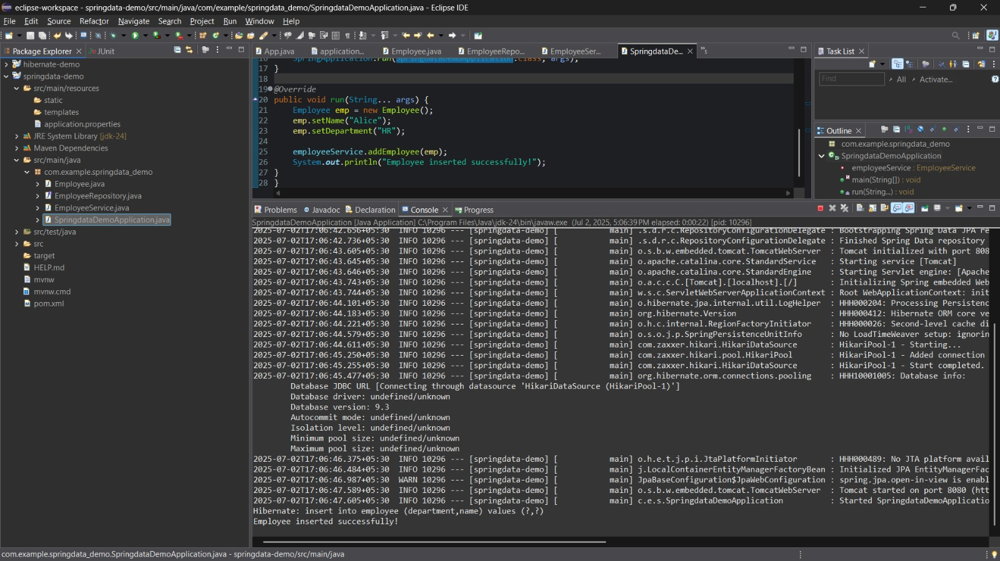 eclipse-workspace - springdata-demo/src/main/java/com/example/springdata_demo/SpringdataDemoApplication.java - Eclipse IDE
File Edit Source Refactor Navigate Search Project Run Window Help
Package Explorer JUnit
hibernate-demo
springdata-demo
src/main/resources
static
templates
application.properties
JRE System Library [jdk-24]
Maven Dependencies
src/main/java
com.example.springdata_demo
Employee.java
EmployeeRepository.java
EmployeeService.java
SpringdataDemoApplication.java
src/test/java
src
target
HELP.md
mvnw
mvnw.cmd
pom.xml
App.java application... Employee.java EmployeeRepo... EmployeeSer... SpringdataDe... »5
16 SpringApplication.run(SpringdataDemoApplication.class, args);
17 }
18
19 @Override
20 public void run(String... args) {
21 Employee emp = new Employee();
22 emp.setName("Alice");
23 emp.setDepartment("HR");
24
25 employeeService.addEmployee(emp);
26 System.out.println("Employee inserted successfully!");
27 }
28 }
Task List
Find All Activate...
Outline
com.example.springdata_demo
SpringdataDemoApplication
employeeService : EmployeeService
main(String[]) : void
run(String...) : void
Problems Javadoc Declaration Console Progress
SpringdataDemoApplication [Java Application] C:\Program Files\Java\jdk-24\bin\javaw.exe (Jul 2, 2025, 5:06:39 PM elapsed: 0:00:22) [pid: 10296]
2025-07-02T17:06:42.656+05:30 INFO 10296 --- [springdata-demo] [ main] .s.d.r.c.RepositoryConfigurationDelegate : Bootstrapping Spring Data JPA re
2025-07-02T17:06:42.736+05:30 INFO 10296 --- [springdata-demo] [ main] .s.d.r.c.RepositoryConfigurationDelegate : Finished Spring Data repository
2025-07-02T17:06:43.605+05:30 INFO 10296 --- [springdata-demo] [ main] o.s.b.w.embedded.tomcat.TomcatWebServer : Tomcat initialized with port 808
2025-07-02T17:06:43.645+05:30 INFO 10296 --- [springdata-demo] [ main] o.apache.catalina.core.StandardService : Starting service [Tomcat]
2025-07-02T17:06:43.646+05:30 INFO 10296 --- [springdata-demo] [ main] o.apache.catalina.core.StandardEngine : Starting Servlet engine: [Apache
2025-07-02T17:06:43.743+05:30 INFO 10296 --- [springdata-demo] [ main] o.a.c.c.C.[Tomcat].[localhost].[/] : Initializing Spring embedded Web
2025-07-02T17:06:43.744+05:30 INFO 10296 --- [springdata-demo] [ main] w.s.c.ServletWebServerApplicationContext : Root WebApplicationContext: init
2025-07-02T17:06:44.101+05:30 INFO 10296 --- [springdata-demo] [ main] o.hibernate.jpa.internal.util.LogHelper : HHH000204: Processing Persistenc
2025-07-02T17:06:44.183+05:30 INFO 10296 --- [springdata-demo] [ main] org.hibernate.Version : HHH000412: Hibernate ORM core ve
2025-07-02T17:06:44.221+05:30 INFO 10296 --- [springdata-demo] [ main] o.h.c.internal.RegionFactoryInitiator : HHH000026: Second-level cache di
2025-07-02T17:06:44.579+05:30 INFO 10296 --- [springdata-demo] [ main] o.s.o.j.p.SpringPersistenceUnitInfo : No LoadTimeWeaver setup: ignorin
2025-07-02T17:06:44.611+05:30 INFO 10296 --- [springdata-demo] [ main] com.zaxxer.hikari.HikariDataSource : HikariPool-1 - Starting...
2025-07-02T17:06:45.250+05:30 INFO 10296 --- [springdata-demo] [ main] com.zaxxer.hikari.pool.HikariPool : HikariPool-1 - Added connection
2025-07-02T17:06:45.255+05:30 INFO 10296 --- [springdata-demo] [ main] com.zaxxer.hikari.HikariDataSource : HikariPool-1 - Start completed.
2025-07-02T17:06:45.477+05:30 INFO 10296 --- [springdata-demo] [ main] org.hibernate.orm.connections.pooling : HHH10001005: Database info:
Database JDBC URL [Connecting through datasource 'HikariDataSource (HikariPool-1)']
Database driver: undefined/unknown
Database version: 9.3
Autocommit mode: undefined/unknown
Isolation level: undefined/unknown
Minimum pool size: undefined/unknown
Maximum pool size: undefined/unknown
2025-07-02T17:06:46.375+05:30 INFO 10296 --- [springdata-demo] [ main] o.h.e.t.j.p.i.JtaPlatformInitiator : HHH000489: No JTA platform avail
2025-07-02T17:06:46.484+05:30 INFO 10296 --- [springdata-demo] [ main] j.LocalContainerEntityManagerFactoryBean : Initialized JPA EntityManagerFac
2025-07-02T17:06:46.987+05:30 WARN 10296 --- [springdata-demo] [ main] JpaBaseConfiguration$JpaWebConfiguration : spring.jpa.open-in-view is enabl
2025-07-02T17:06:47.589+05:30 INFO 10296 --- [springdata-demo] [ main] o.s.b.w.embedded.tomcat.TomcatWebServer : Tomcat started on port 8080 (htt
2025-07-02T17:06:47.605+05:30 INFO 10296 --- [springdata-demo] [ main] c.e.s.SpringdataDemoApplication : Started SpringdataDemoApplicatio
Hibernate: insert into employee (department,name) values (?,?)
Employee inserted successfully!
com.example.springdata_demo.SpringdataDemoApplication.java - springdata-demo/src/main/java